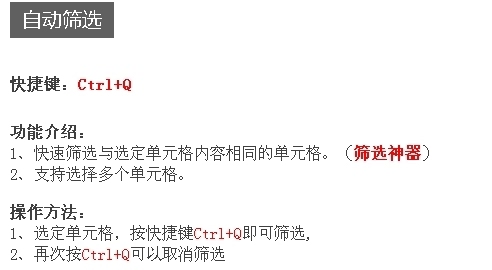 自动筛选
快捷键：Ctrl+Q
功能介绍：
1、快速筛选与选定单元格内容相同的单元格。（筛选神器）
2、支持选择多个单元格。
操作方法：
1、选定单元格，按快捷键Ctrl+Q即可筛选,
2、再次按Ctrl+Q可以取消筛选